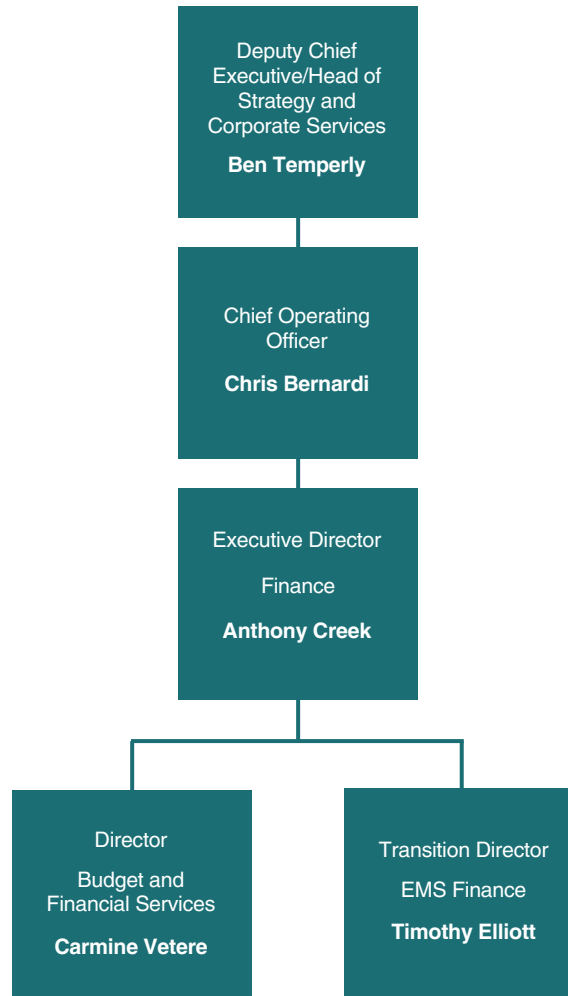 Deputy Chief
Executive/Head of
Strategy and
Corporate Services
Ben Temperly
Chief Operating
Officer
Chris Bernardi
Executive Director
Finance
Anthony Creek
Director
Budget and
Financial Services
Carmine Vetere
Transition Director
EMS Finance
Timothy Elliott